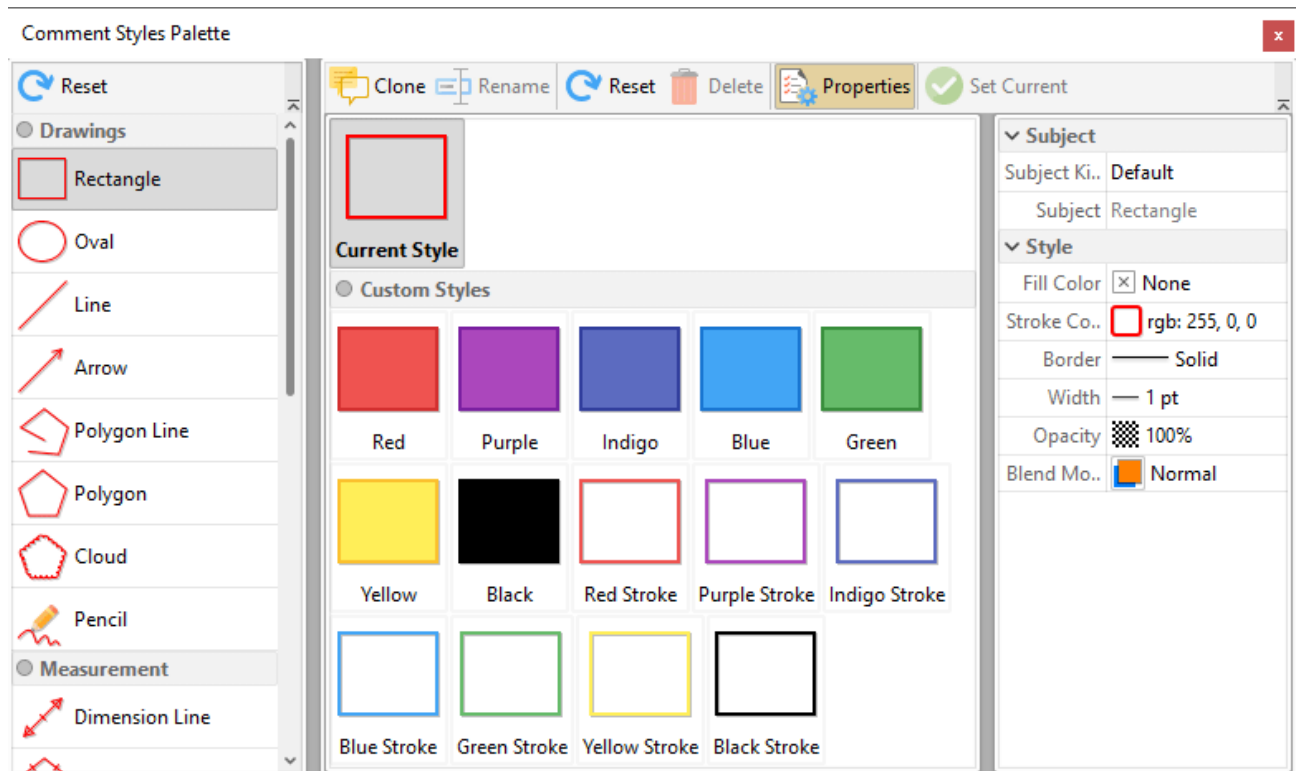 Comment Styles Palette
x
Reset
Clone Rename Reset Delete Properties Set Current
Drawings
Rectangle
Oval
Line
Arrow
Polygon Line
Polygon
Cloud
Pencil
Measurement
Dimension Line
Current Style
Custom Styles
Red Purple Indigo Blue Green
Yellow Black Red Stroke Purple Stroke Indigo Stroke
Blue Stroke Green Stroke Yellow Stroke Black Stroke
Subject
Subject Ki.. Default
Subject Rectangle
Style
Fill Color None
Stroke Co.. rgb: 255, 0, 0
Border Solid
Width 1 pt
Opacity 100%
Blend Mo.. Normal